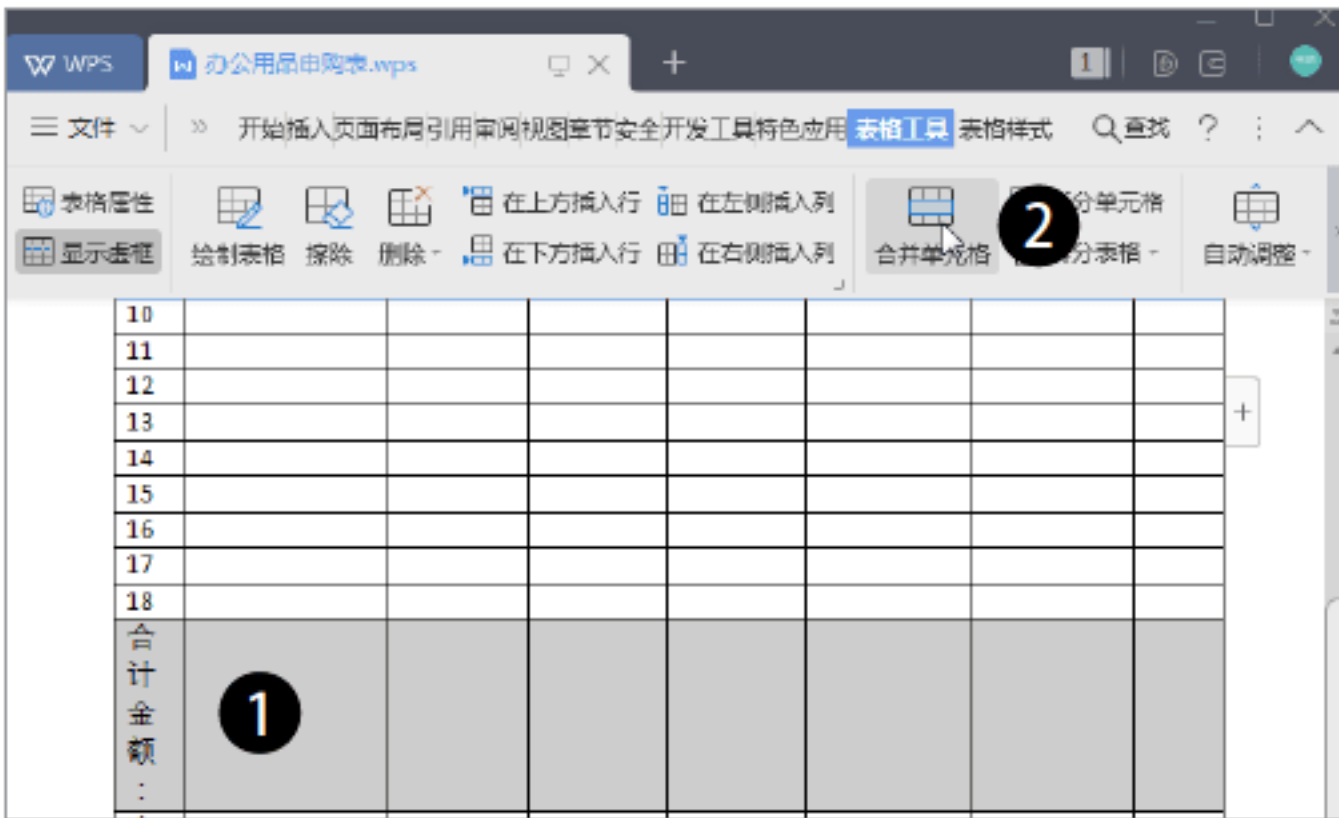 WPS 办公用品申购表.wps 1
文件 开始 插入 页面布局 引用 审阅 视图 章节 安全 开发工具 特色应用 表格工具 表格样式 查找
表格属性 在上方插入行 在左侧插入列 分单元格
显示虚框 绘制表格 擦除 删除 在下方插入行 在右侧插入列 合并单元格 2 分表格 自动调整
10
11
12
13
14
15
16
17
18
合
计
金
额
:
1